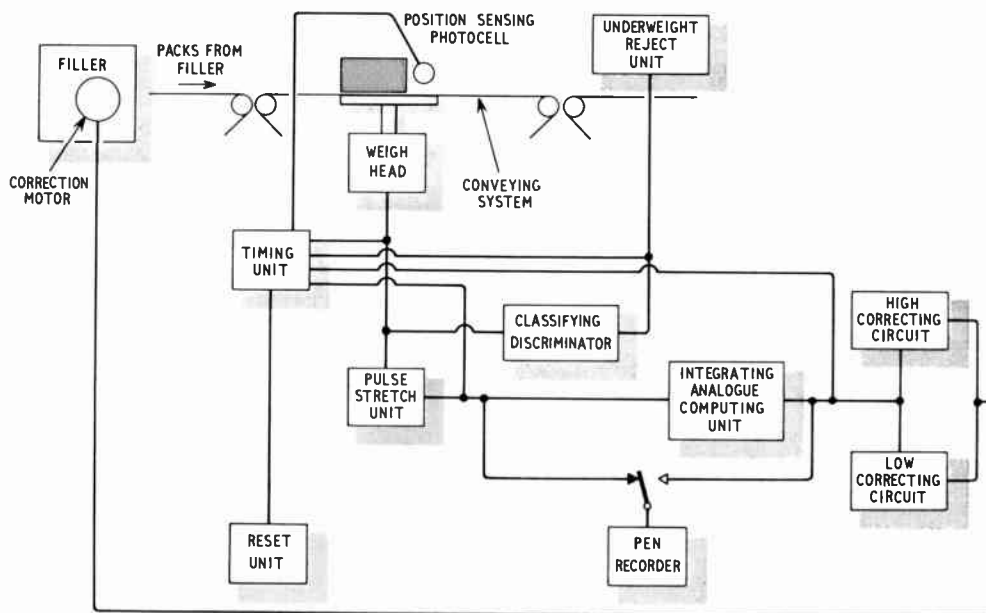 FILLER
PACKS FROM
FILLER
POSITION SENSING
PHOTOCELL
UNDERWEIGHT
REJECT
UNIT
CORRECTION
MOTOR
WEIGH
HEAD
CONVEYING
SYSTEM
TIMING
UNIT
CLASSIFYING
DISCRIMINATOR
HIGH
CORRECTING
CIRCUIT
PULSE
STRETCH
UNIT
INTEGRATING
ANALOGUE
COMPUTING
UNIT
LOW
CORRECTING
CIRCUIT
RESET
UNIT
PEN
RECORDER